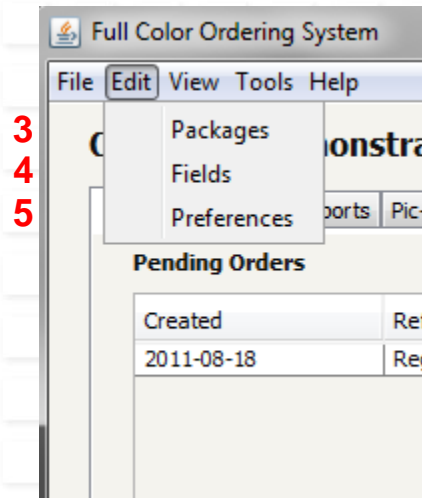 Full Color Ordering System
File Edit View Tools Help
3 Packages
4 Fields
5 Preferences
Pic-
Pending Orders
Created
2011-08-18